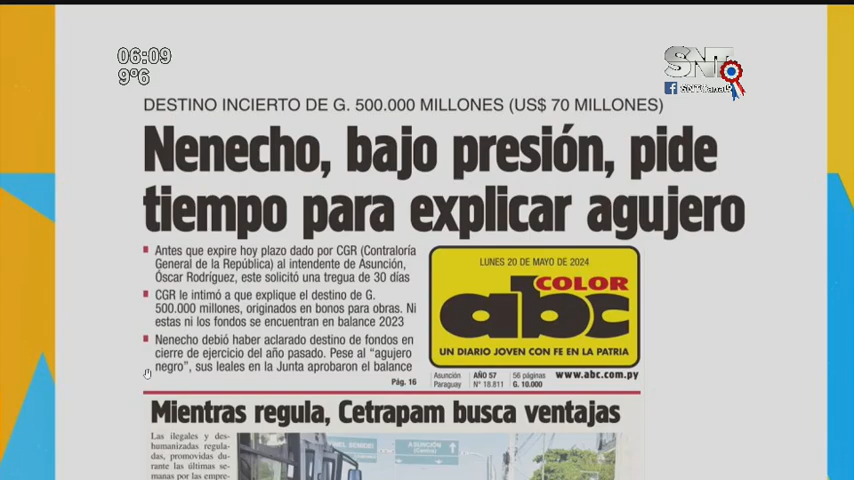 06:09
9°6
SNT
SNTCanal9
DESTINO INCIERTO DE G. 500.000 MILLONES (US$ 70 MILLONES)
Nenecho, bajo presión, pide
tiempo para explicar agujero
Antes que expire hoy plazo dado por CGR (Contraloría
General de la República) al intendente de Asunción,
Óscar Rodríguez, este solicitó una tregua de 30 días
CGR le intimó a que explique el destino de G.
500.000 millones, originados en bonos para obras. Ni
estas ni los fondos se encuentran en balance 2023
Nenecho debió haber aclarado destino de fondos en
cierre de ejercicio del año pasado. Pese al “agujero
negro”, sus leales en la Junta aprobaron el balance
Pág. 16
LUNES 20 DE MAYO DE 2024
COLOR
abc
UN DIARIO JOVEN CON FE EN LA PATRIA
Asunción AÑO 57 56 páginas www.abc.com.py
Paraguay N° 18.811 G. 10.000
Mientras regula, Cetrapam busca ventajas
Las ilegales y des-
humanizadas regula-
das, promovidas du-
rante las últimas se-
manas por las empre-
ASUNCIÓN
(Centro)